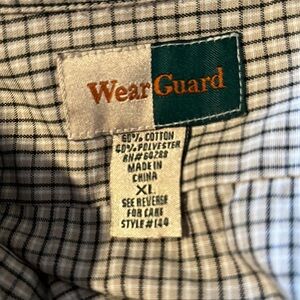 Wear Guard
60% COTTON
40% POLYESTER
RN# 60288
MADE IN
CHINA
XL
SEE REVERSE
FOR CARE
STYLE# 144